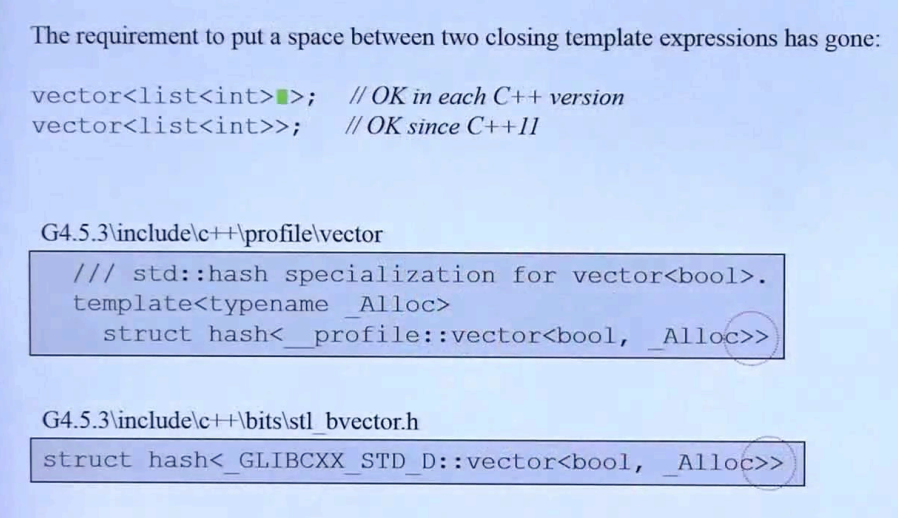 The requirement to put a space between two closing template expressions has gone:
vector<list<int> >; // OK in each C++ version
vector<list<int>>; // OK since C++11
G4.5.3\include\c++\profile\vector
/// std::hash specialization for vector<bool>.
template<typename _Alloc>
struct hash<__profile::vector<bool, _Alloc>>
G4.5.3\include\c++\bits\stl_bvector.h
struct hash<_GLIBCXX_STD_D::vector<bool, _Alloc>>